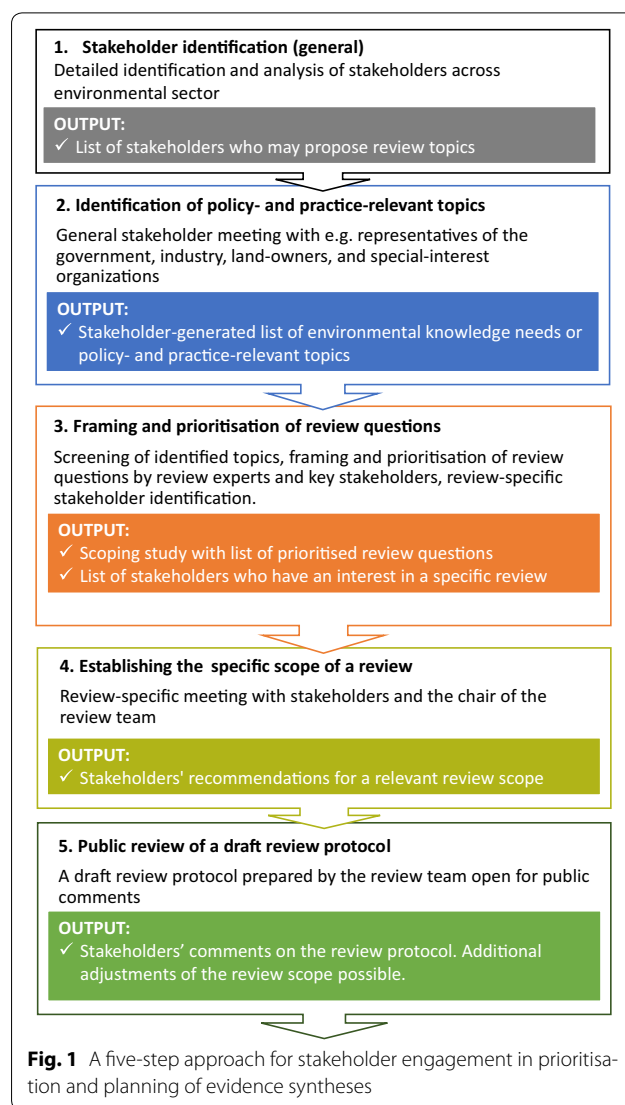 1. Stakeholder identification (general)
Detailed identification and analysis of stakeholders across
environmental sector
OUTPUT:
✓ List of stakeholders who may propose review topics
2. Identification of policy- and practice-relevant topics
General stakeholder meeting with e.g. representatives of the
government, industry, land-owners, and special-interest
organizations
OUTPUT:
✓ Stakeholder-generated list of environmental knowledge needs or
policy- and practice-relevant topics
3. Framing and prioritisation of review questions
Screening of identified topics, framing and prioritisation of review
questions by review experts and key stakeholders, review-specific
stakeholder identification.
OUTPUT:
✓ Scoping study with list of prioritised review questions
✓ List of stakeholders who have an interest in a specific review
4. Establishing the specific scope of a review
Review-specific meeting with stakeholders and the chair of the
review team
OUTPUT:
✓ Stakeholders' recommendations for a relevant review scope
5. Public review of a draft review protocol
A draft review protocol prepared by the review team open for public
comments
OUTPUT:
✓ Stakeholders’ comments on the review protocol. Additional
adjustments of the review scope possible.
Fig. 1 A five-step approach for stakeholder engagement in prioritisa-
tion and planning of evidence syntheses